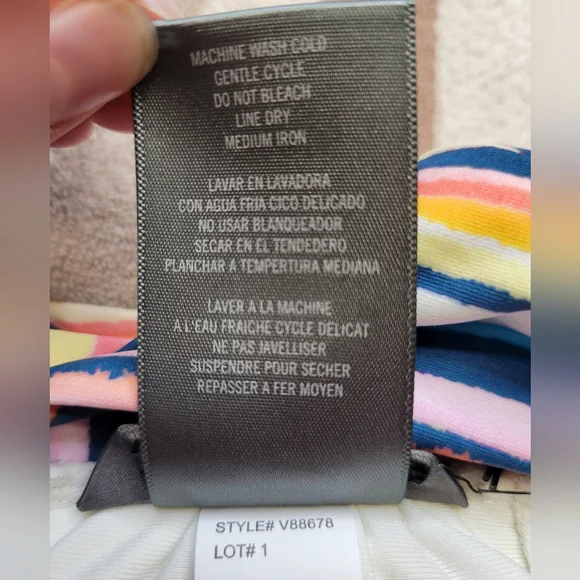 MACHINE WASH COLD
GENTLE CYCLE
DO NOT BLEACH
LINE DRY
MEDIUM IRON
LAVAR EN LAVADORA
CON AGUA FRIA CICO DELICADO
NO USAR BLANQUEADOR
SECAR EN EL TENDEDERO
PLANCHAR A TEMPERTURA MEDIANA
LAVER A LA MACHINE
A L'EAU FRAICHE CYCLE DELICAT
NE PAS JAVELLISER
SUSPENDRE POUR SECHER
REPASSER A FER MOYEN
STYLE# V88678
LOT# 1